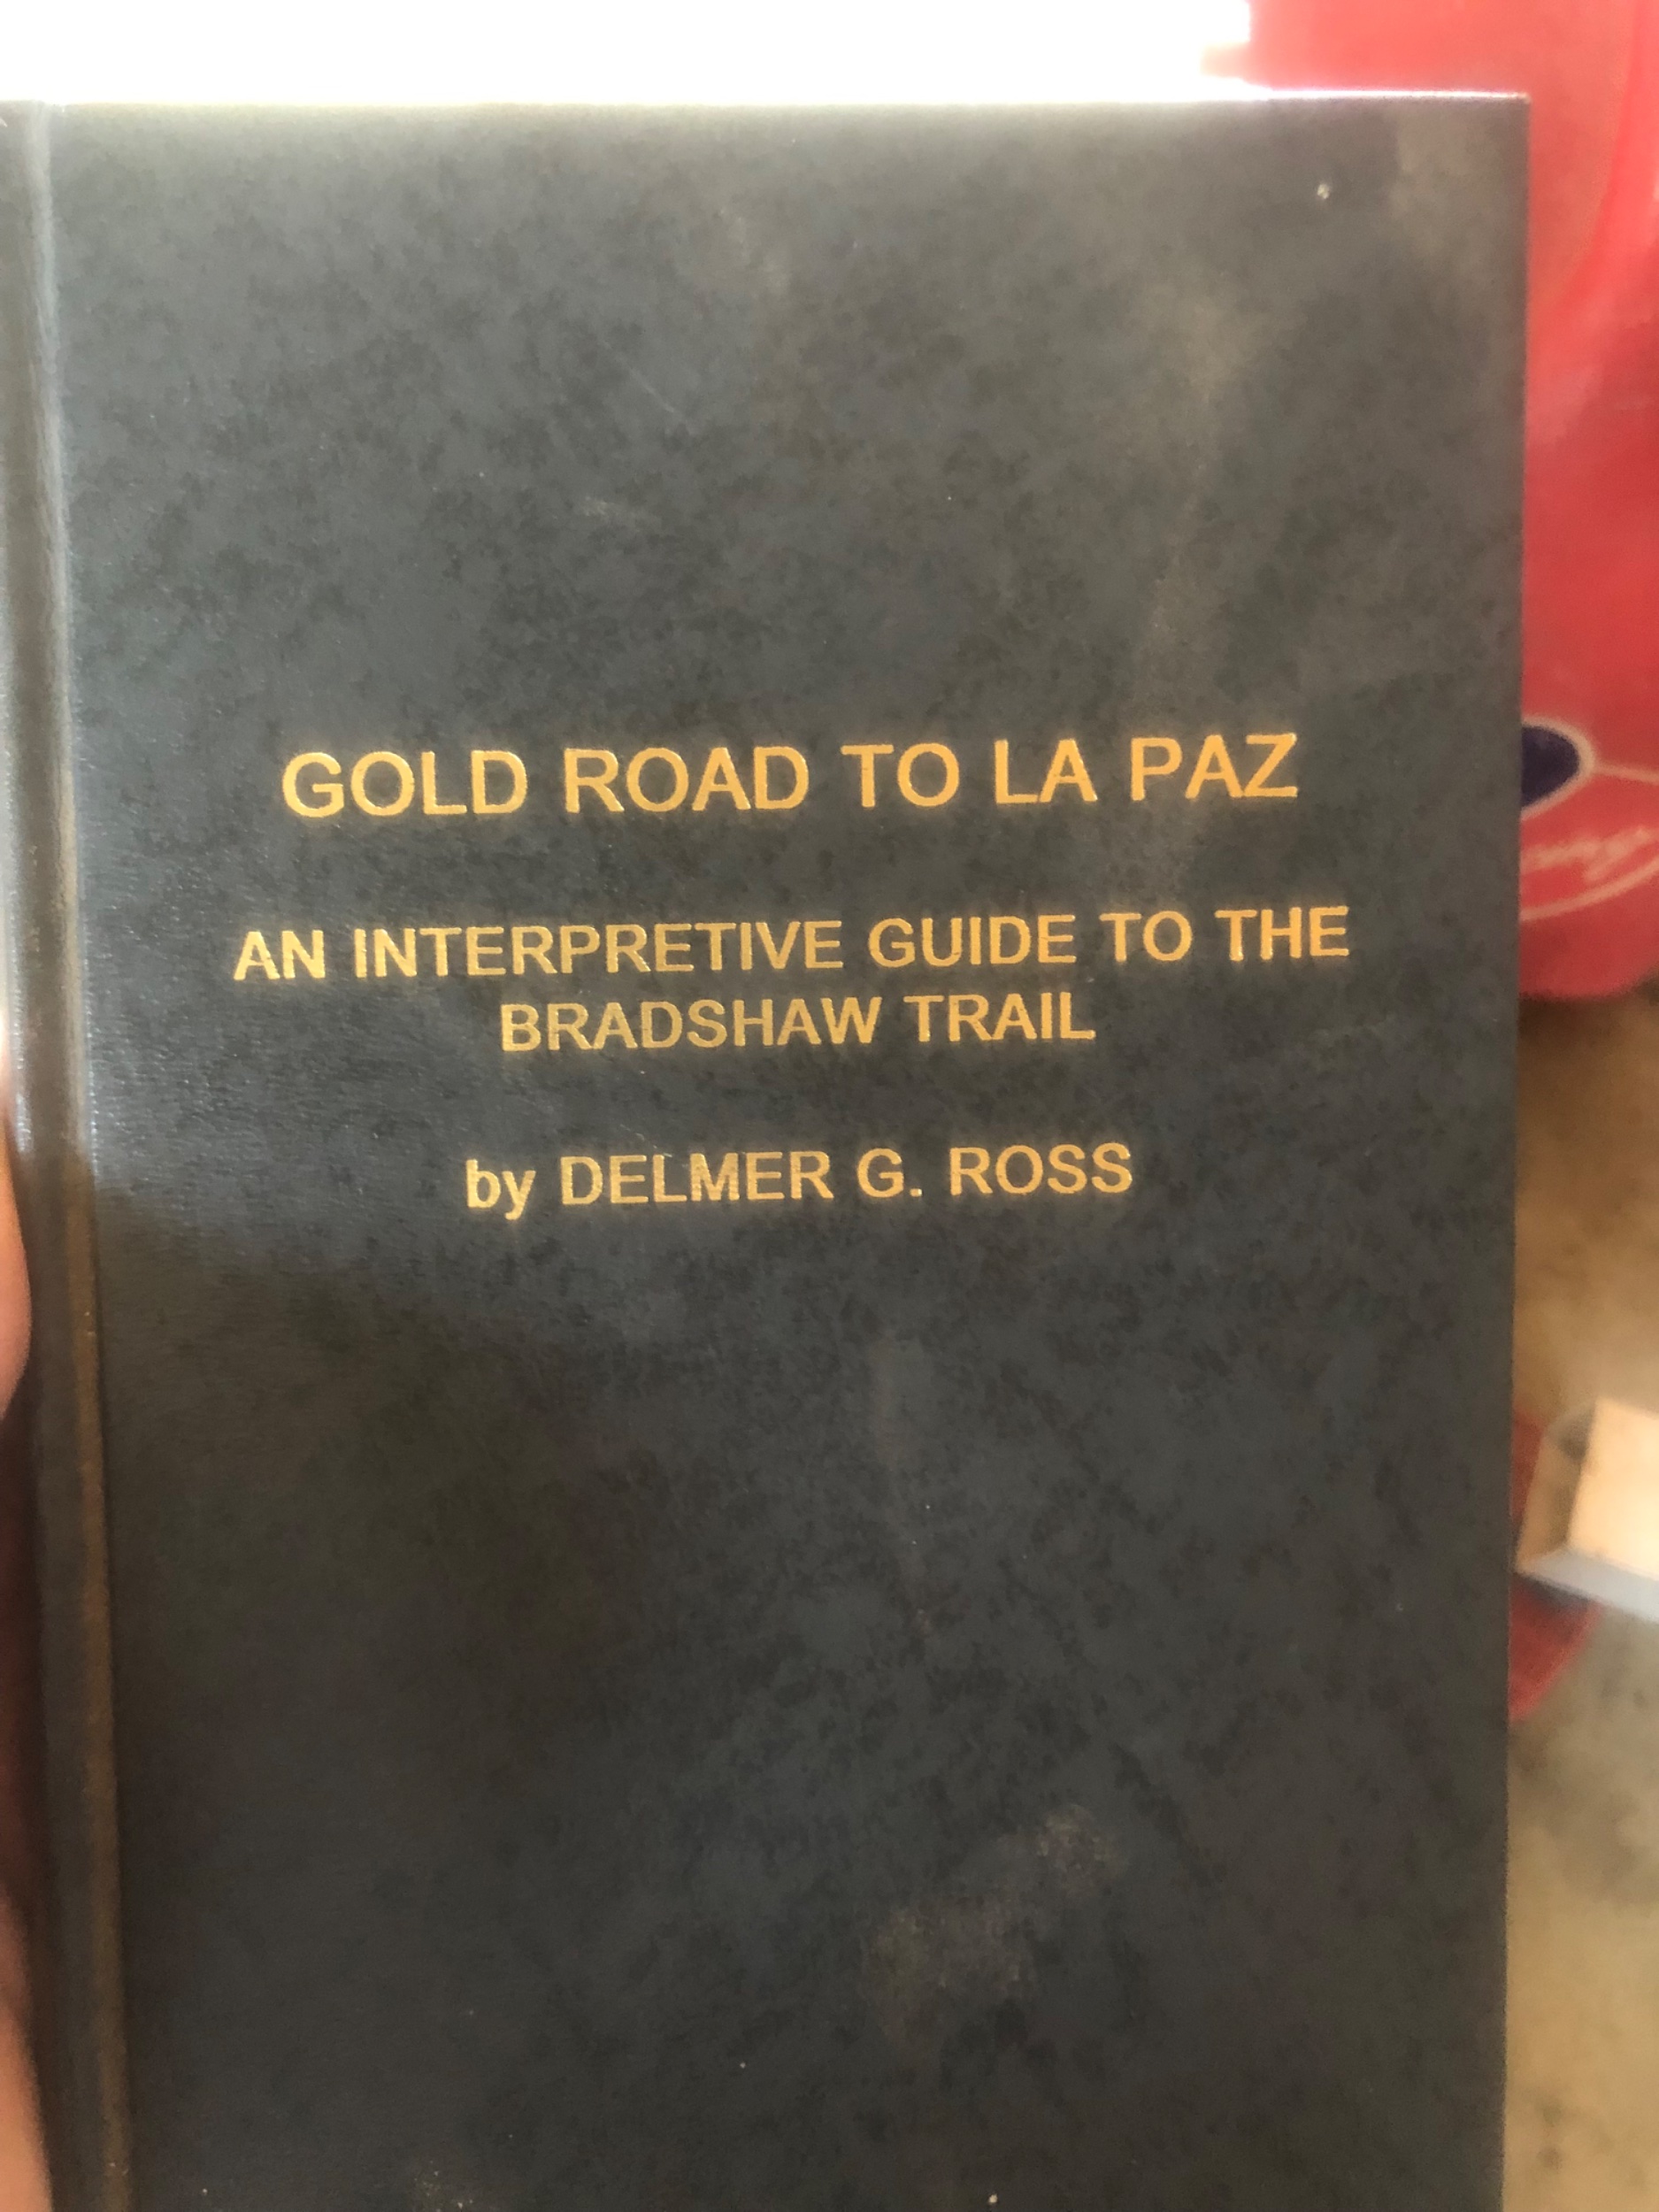 GOLD ROAD TO LA PAZ
AN INTERPRETIVE GUIDE TO THE
BRADSHAW TRAIL
by DELMER G. ROSS